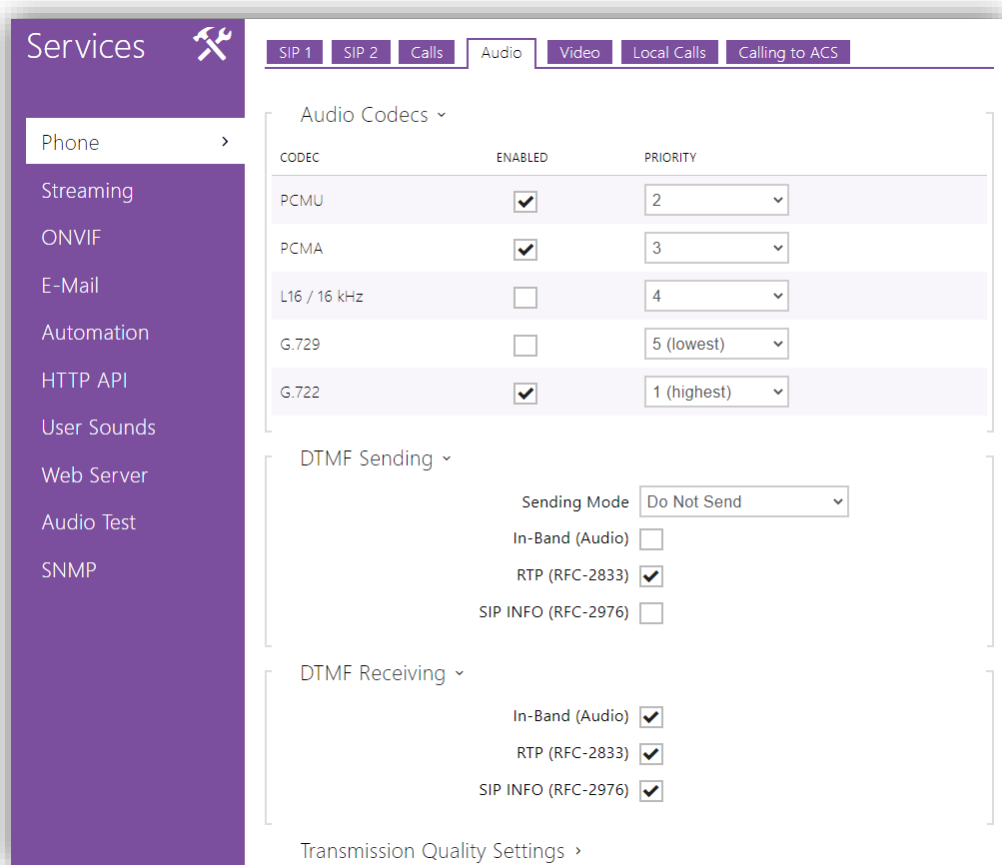 Services
SIP 1 SIP 2 Calls Audio Video Local Calls Calling to ACS
Phone
Streaming
ONVIF
E-Mail
Automation
HTTP API
User Sounds
Web Server
Audio Test
SNMP
Audio Codecs
CODEC ENABLED PRIORITY
PCMU 2
PCMA 3
L16 / 16 kHz 4
G.729 5 (lowest)
G.722 1 (highest)
DTMF Sending
Sending Mode Do Not Send
In-Band (Audio)
RTP (RFC-2833)
SIP INFO (RFC-2976)
DTMF Receiving
In-Band (Audio)
RTP (RFC-2833)
SIP INFO (RFC-2976)
Transmission Quality Settings